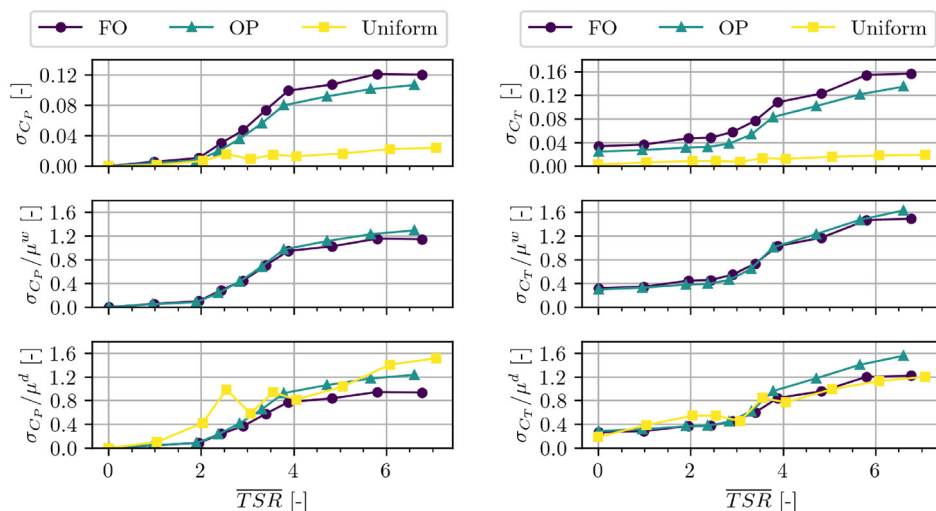 FO OP Uniform
FO OP Uniform
σ_{C_P} [-]
0.12
0.08
0.04
0.00
σ_{C_T} [-]
0.16
0.12
0.08
0.04
0.00
σ_{C_P}/μ^w [-]
1.6
1.2
0.8
0.4
0
σ_{C_T}/μ^w [-]
1.6
1.2
0.8
0.4
0
σ_{C_P}/μ^d [-]
1.6
1.2
0.8
0.4
0
0 2 4 6
\overline{TSR} [-]
σ_{C_T}/μ^d [-]
1.6
1.2
0.8
0.4
0
0 2 4 6
\overline{TSR} [-]